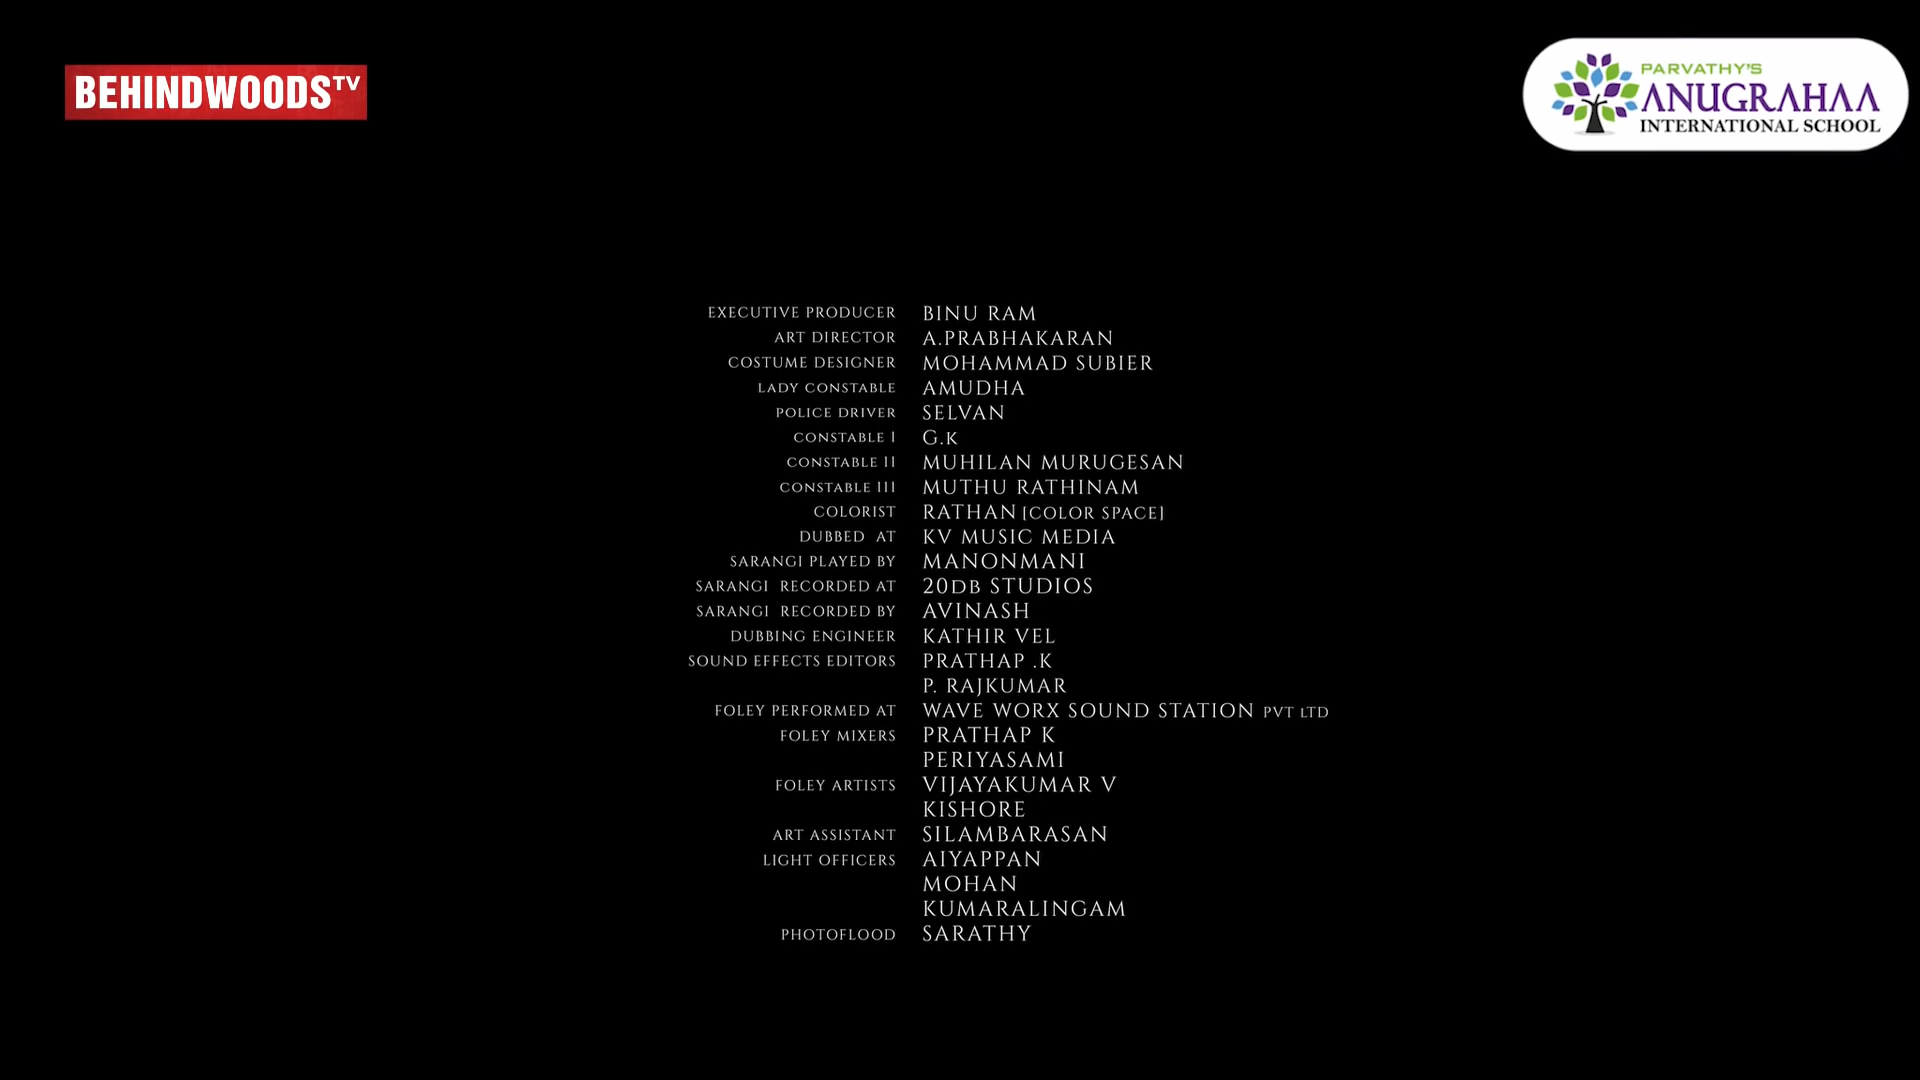 BEHINDWOODS TV
PARVATHY'S
ANUGRAHAA
INTERNATIONAL SCHOOL
EXECUTIVE PRODUCER BINU RAM
ART DIRECTOR A.PRABHAKARAN
COSTUME DESIGNER MOHAMMAD SUBIER
LADY CONSTABLE AMUDHA
POLICE DRIVER SELVAN
CONSTABLE I G.K
CONSTABLE II MUHILAN MURUGESAN
CONSTABLE III MUTHU RATHINAM
COLORIST RATHAN [COLOR SPACE]
DUBBED AT KV MUSIC MEDIA
SARANGI PLAYED BY MANONMANI
SARANGI RECORDED AT 20DB STUDIOS
SARANGI RECORDED BY AVINASH
DUBBING ENGINEER KATHIR VEL
SOUND EFFECTS EDITORS PRATHAP .K
P. RAJKUMAR
FOLEY PERFORMED AT WAVE WORX SOUND STATION PVT LTD
FOLEY MIXERS PRATHAP K
PERIYASAMI
FOLEY ARTISTS VIJAYAKUMAR V
KISHORE
ART ASSISTANT SILAMBARASAN
LIGHT OFFICERS AIYAPPAN
MOHAN
KUMARALINGAM
PHOTOFLOOD SARATHY